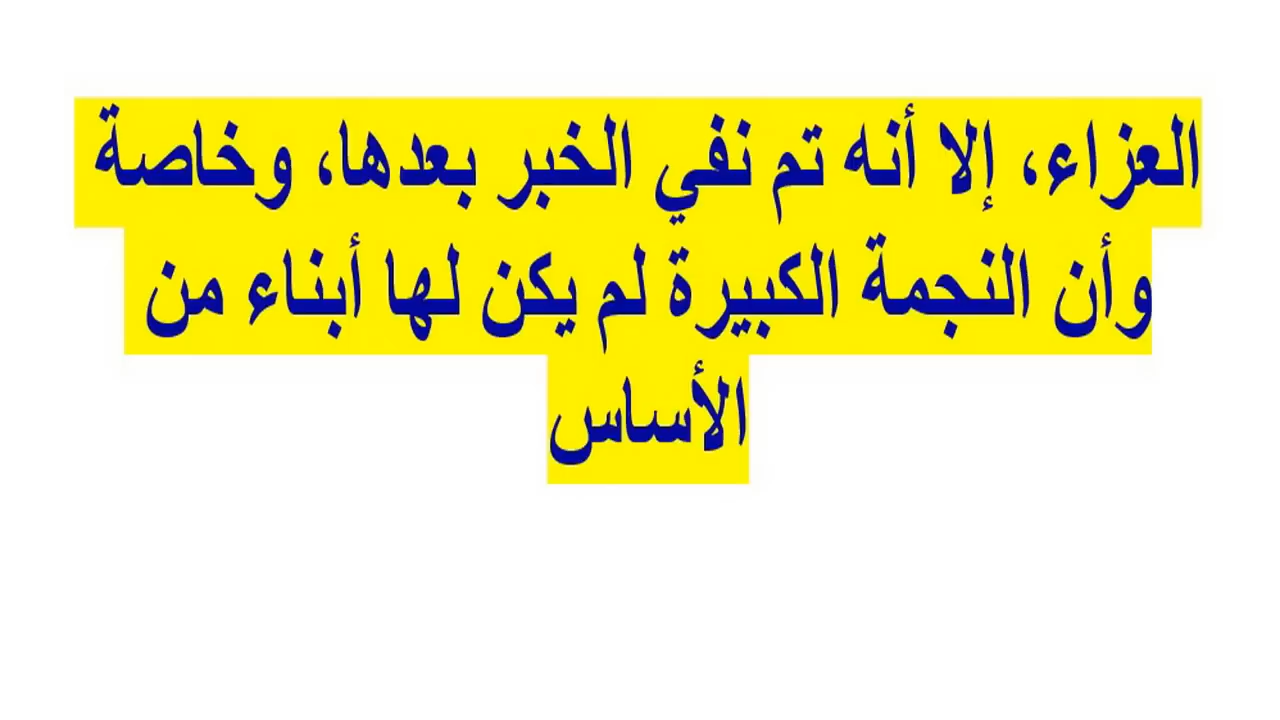 العزاء، إلا أنه تم نفي الخبر بعدها، وخاصة
وأن النجمة الكبيرة لم يكن لها أبناء من
الأساس